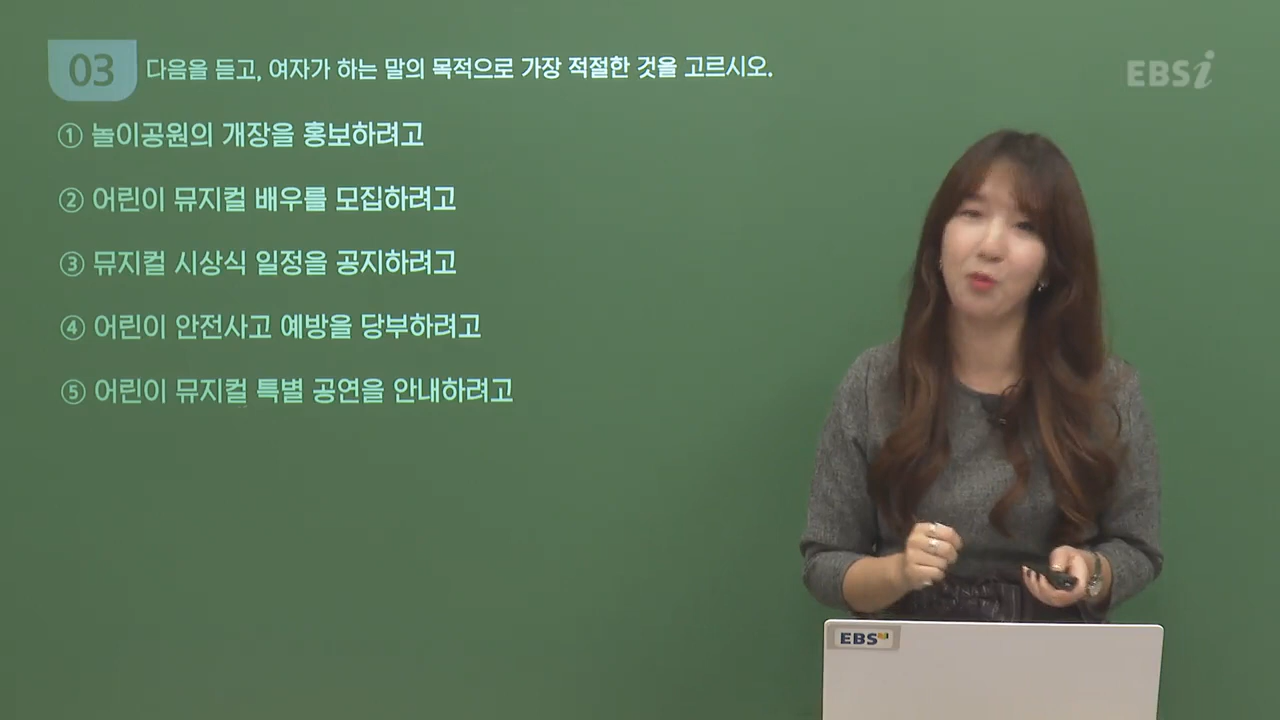 03 다음을 듣고, 여자가 하는 말의 목적으로 가장 적절한 것을 고르시오.
EBSi
① 놀이공원의 개장을 홍보하려고
② 어린이 뮤지컬 배우를 모집하려고
③ 뮤지컬 시상식 일정을 공지하려고
④ 어린이 안전사고 예방을 당부하려고
⑤ 어린이 뮤지컬 특별 공연을 안내하려고
EBS